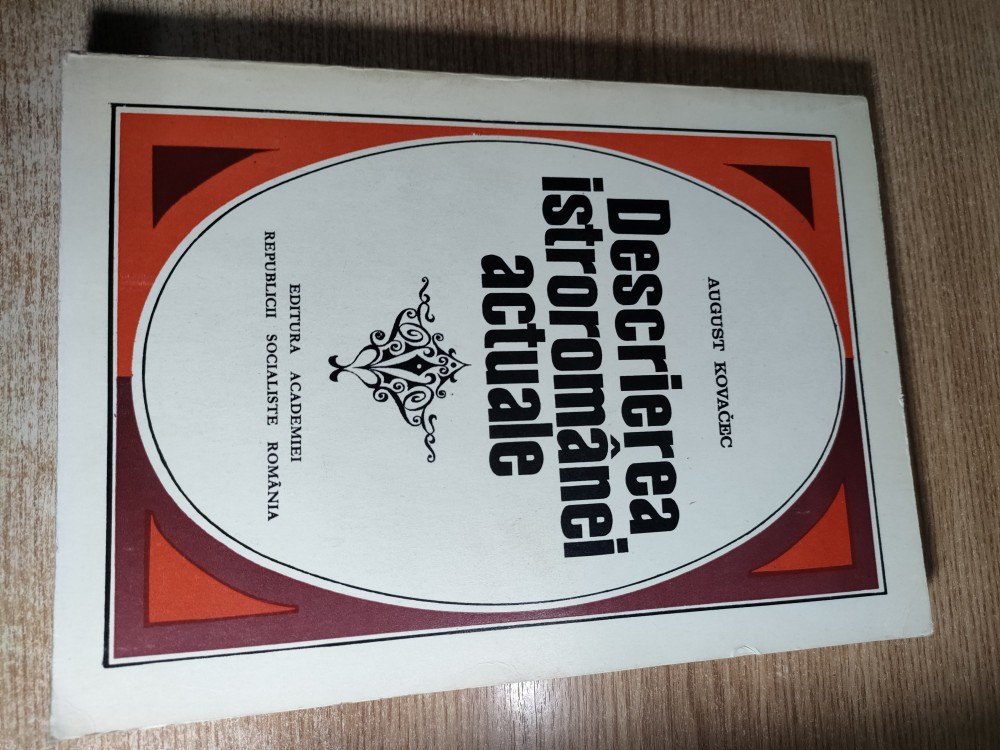 AUGUST KOVAČEC
Descrierea
istroromânei
actuale
EDITURA ACADEMIEI
REPUBLICII SOCIALISTE ROMÂNIA